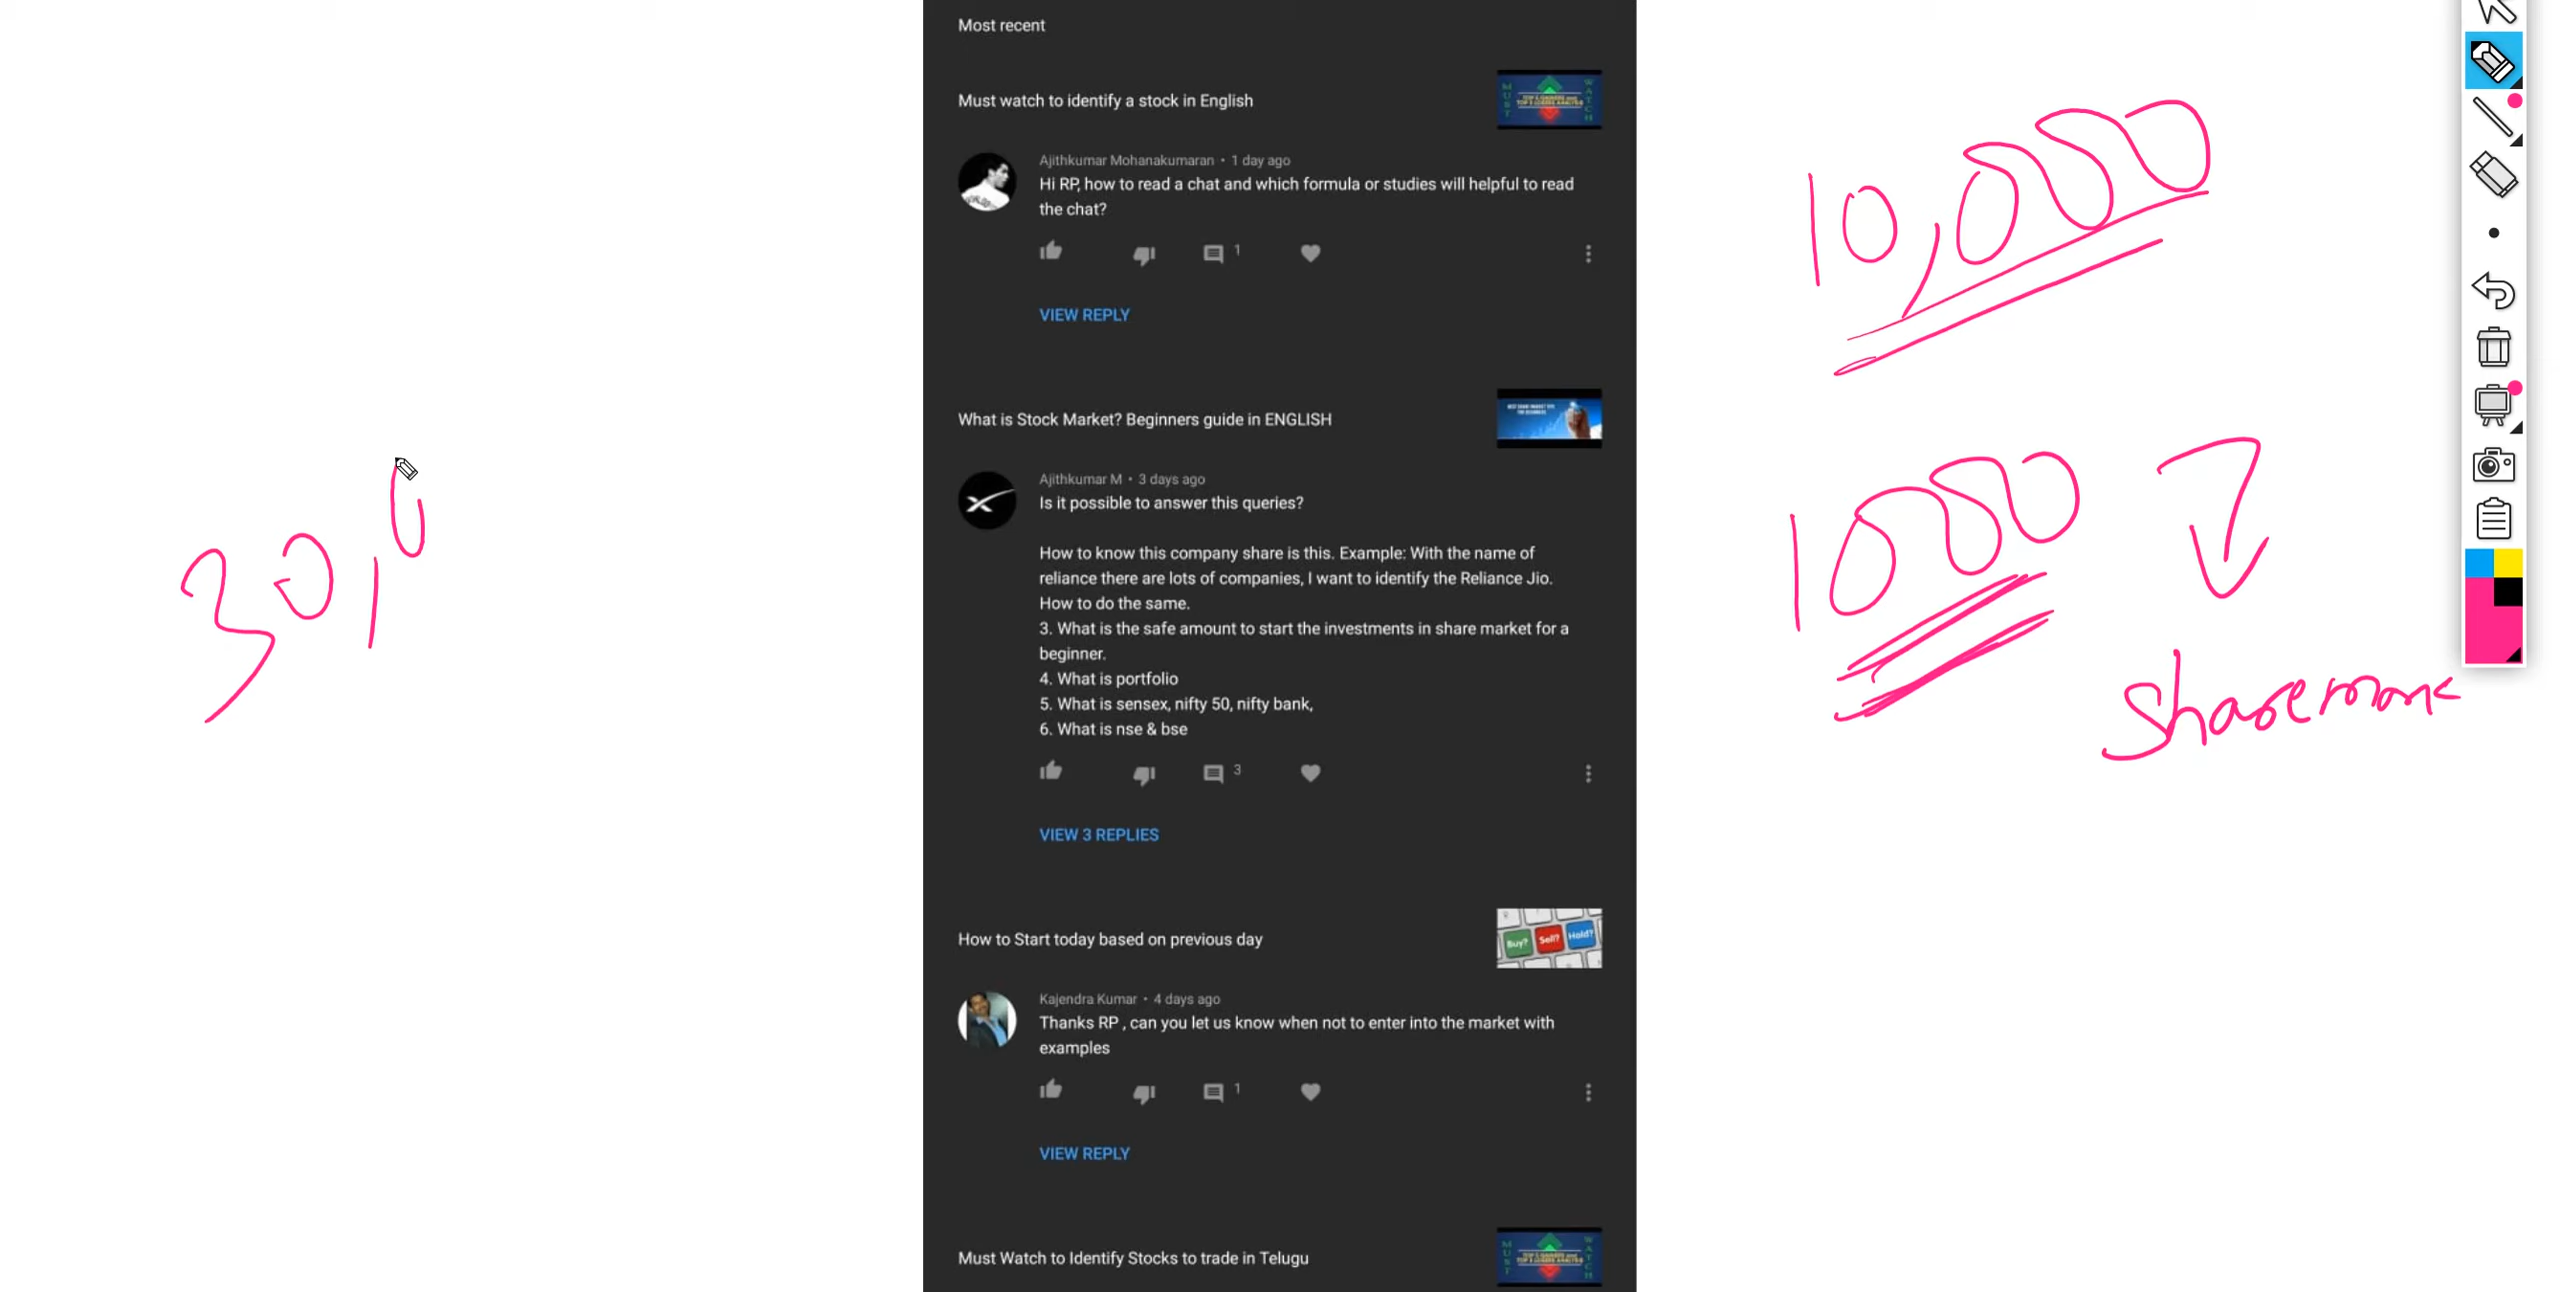 Most recent
Must watch to identify a stock in English
Ajithkumar Mohanakumaran • 1 day ago
Hi RP, how to read a chat and which formula or studies will helpful to read
the chat?
1
VIEW REPLY
What is Stock Market? Beginners guide in ENGLISH
Ajithkumar M • 3 days ago
Is it possible to answer this queries?
How to know this company share is this. Example: With the name of
reliance there are lots of companies, I want to identify the Reliance Jio.
How to do the same.
3. What is the safe amount to start the investments in share market for a
beginner.
4. What is portfolio
5. What is sensex, nifty 50, nifty bank,
6. What is nse & bse
3
VIEW 3 REPLIES
How to Start today based on previous day
Buy? Sell? Hold?
Kajendra Kumar • 4 days ago
Thanks RP , can you let us know when not to enter into the market with
examples
1
VIEW REPLY
Must Watch to Identify Stocks to trade in Telugu
MUST
WATCH
30,0
10,000
1000
Share mark